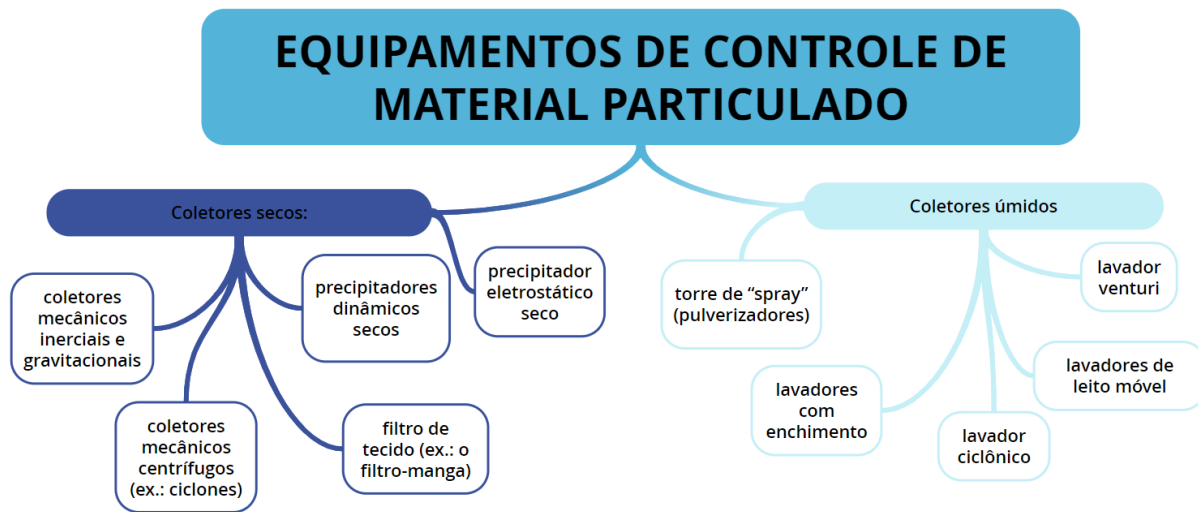 EQUIPAMENTOS DE CONTROLE DE
MATERIAL PARTICULADO
Coletores secos:
coletores
mecânicos
inerciais e
gravitacionais
coletores
mecânicos
centrífugos
(ex.: ciclones)
precipitadores
dinâmicos
secos
filtro de
tecido (ex.: o
filtro-manga)
precipitador
eletrostático
seco
Coletores úmidos
torre de “spray”
(pulverizadores)
lavadores
com
enchimento
lavador
ciclônico
lavadores de
leito móvel
lavador
venturi